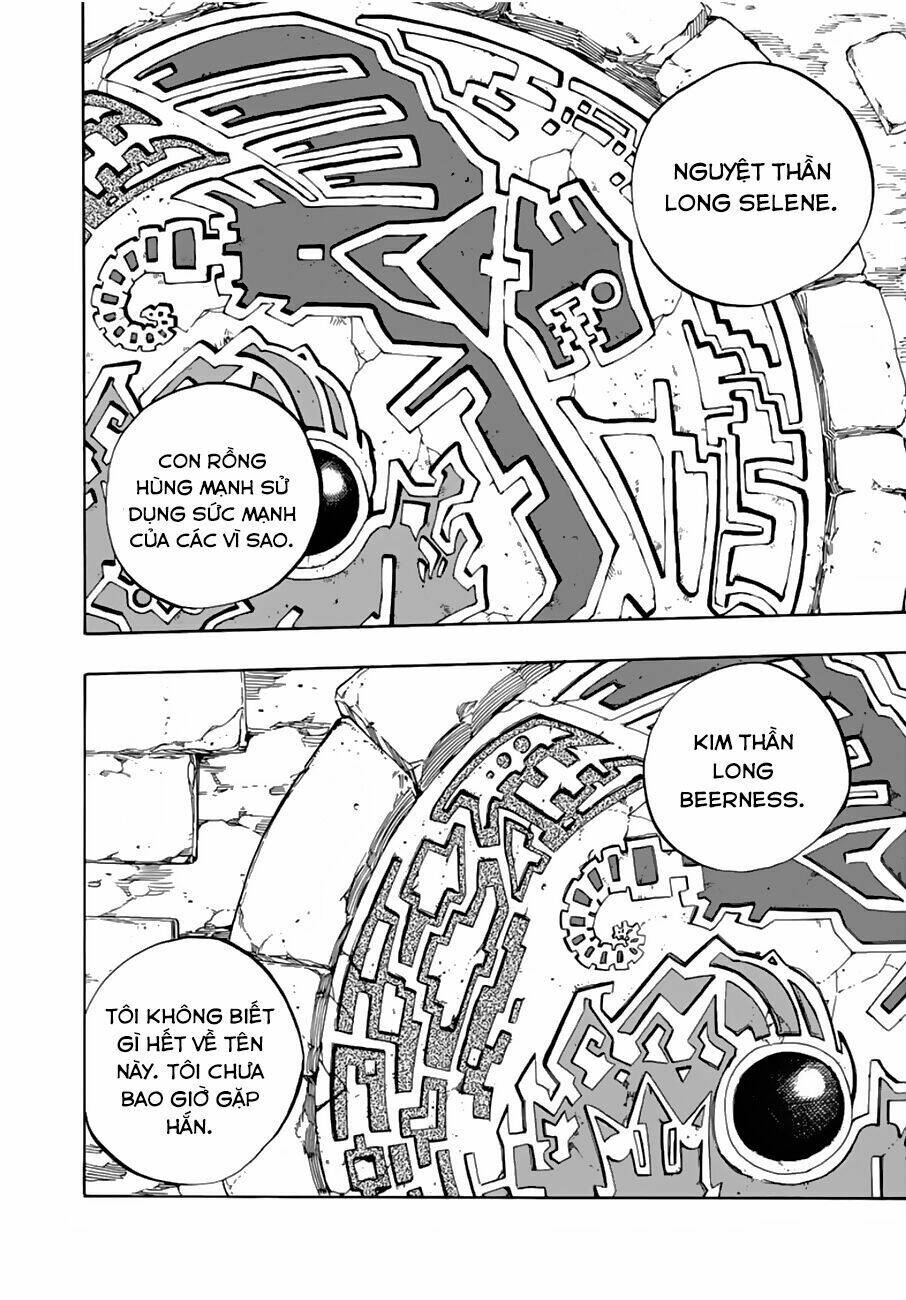 NGUYỆT THẦN
LONG SELENE.
CON RỒNG
HÙNG MẠNH SỬ
DỤNG SỨC MẠNH
CỦA CÁC VÌ SAO.
KIM THẦN
LONG
BEERNESS.
TÔI KHÔNG BIẾT
GÌ HẾT VỀ TÊN
NÀY. TÔI CHƯA
BAO GIỜ GẶP
HẮN.